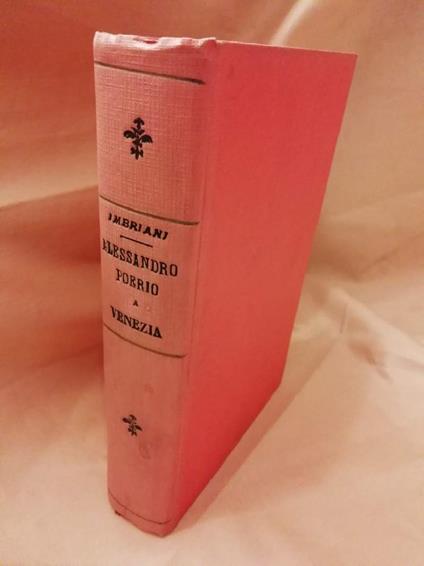 IMBRIANI
ALESSANDRO
POERIO
A
VENEZIA